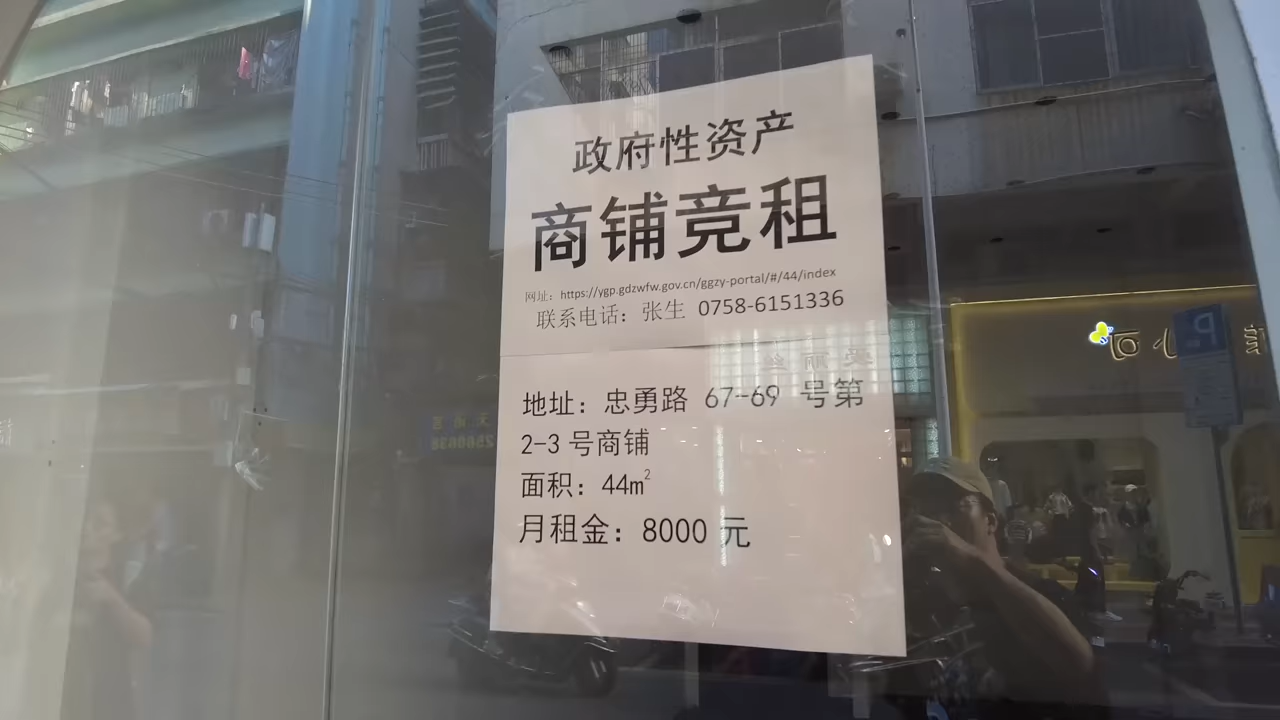 政府性资产
商铺竞租
网址：https://ygp.gdzwfw.gov.cn/ggzy-portal/#/44/index
联系电话：张生 0758-6151336
地址：忠勇路 67-69 号第
2-3 号商铺
面积：44m²
月租金：8000 元